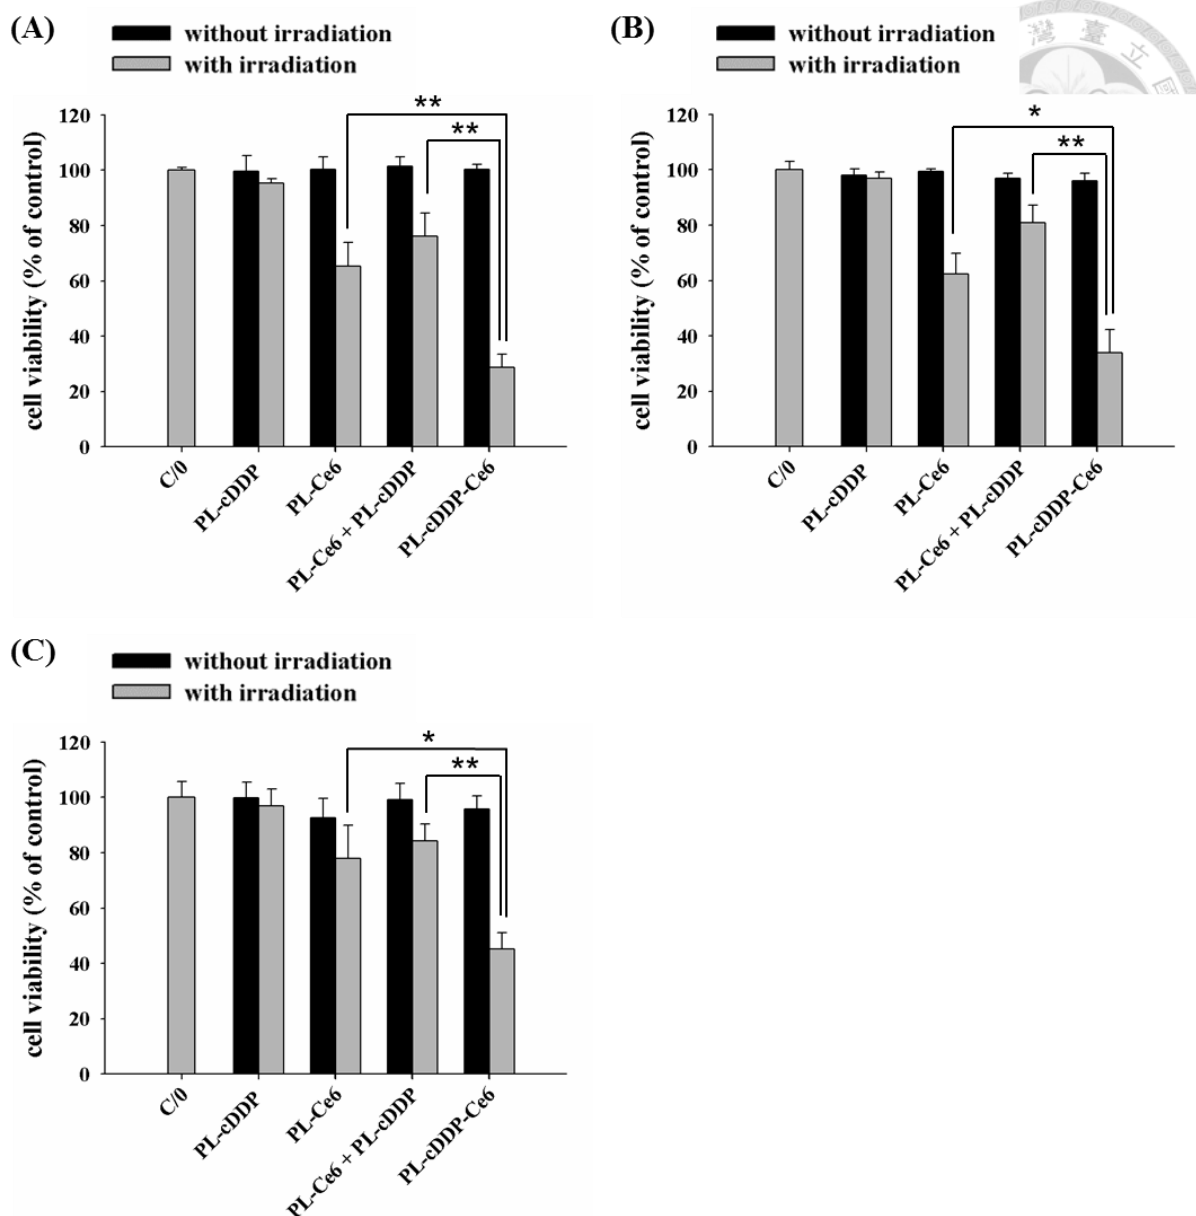 (A)
without irradiation
with irradiation
** 
**
cell viability (% of control)
120
100
80
60
40
20
0
C/0
PL-cDDP
PL-Ce6
PL-Ce6 + PL-cDDP
PL-cDDP-Ce6
(B)
without irradiation
with irradiation
灣臺立國
*
**
cell viability (% of control)
120
100
80
60
40
20
0
C/0
PL-cDDP
PL-Ce6
PL-Ce6 + PL-cDDP
PL-cDDP-Ce6
(C)
without irradiation
with irradiation
*
**
cell viability (% of control)
120
100
80
60
40
20
0
C/0
PL-cDDP
PL-Ce6
PL-Ce6 + PL-cDDP
PL-cDDP-Ce6